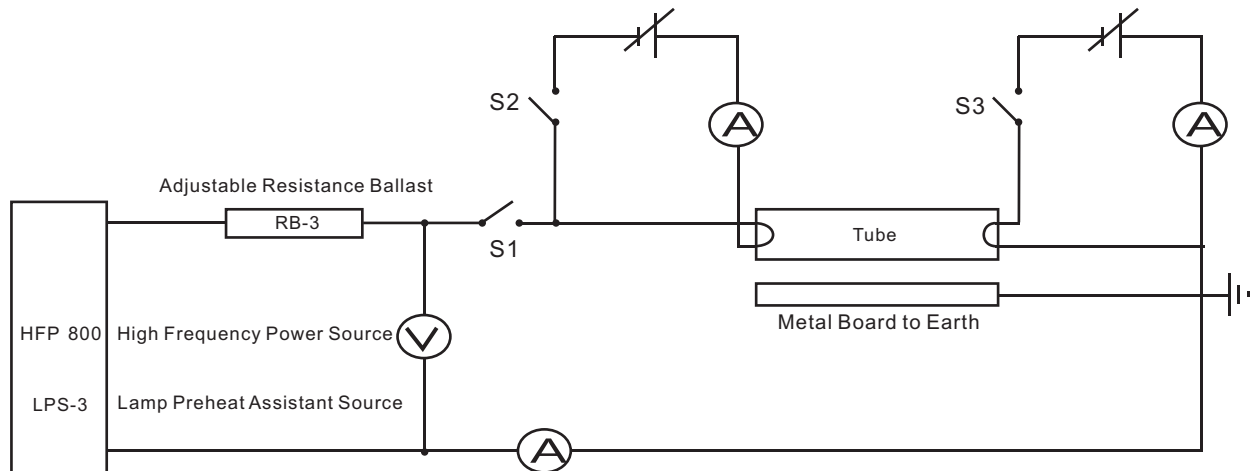 S2
A
S3
A
Adjustable Resistance Ballast
RB-3
S1
Tube
Metal Board to Earth
HFP 800
High Frequency Power Source
V
LPS-3
Lamp Preheat Assistant Source
A